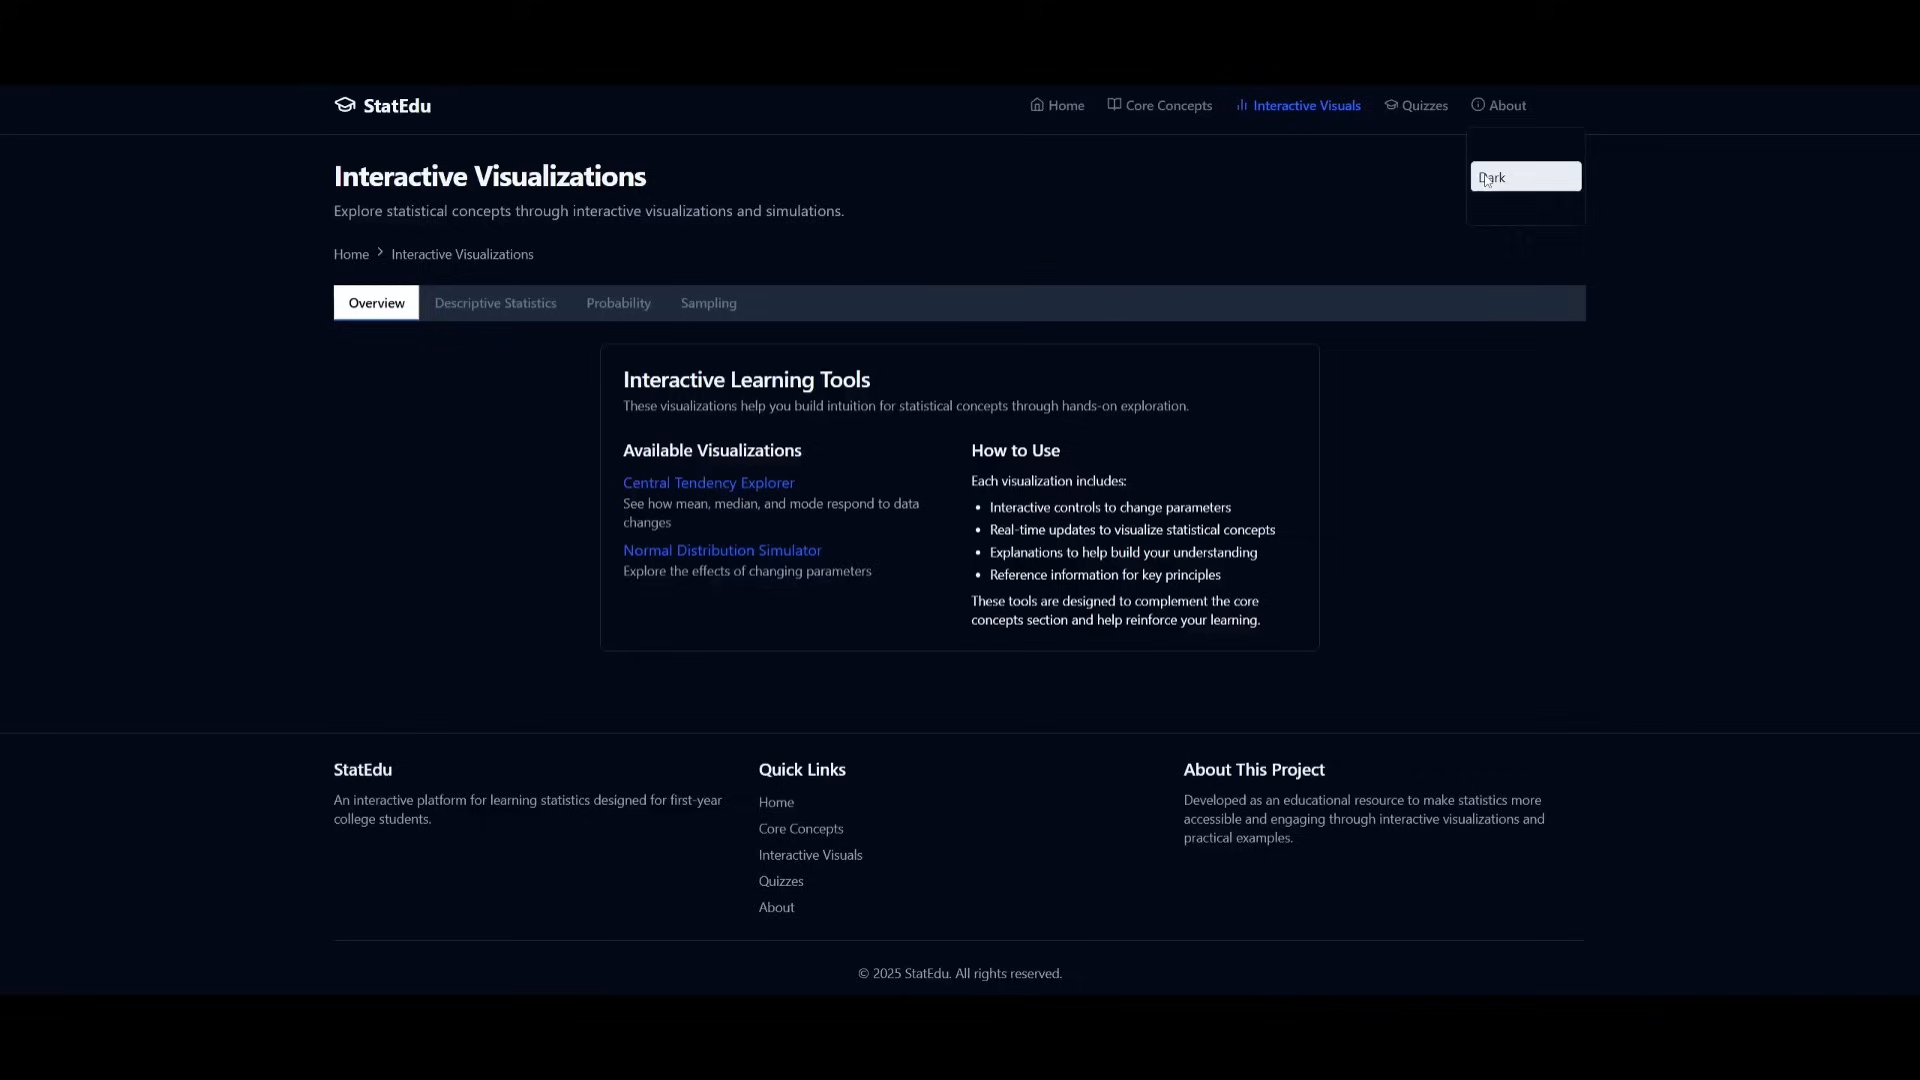 StatEdu
Home
Core Concepts
Interactive Visuals
Quizzes
About
Interactive Visualizations
Explore statistical concepts through interactive visualizations and simulations.
Dark
Home > Interactive Visualizations
Overview
Descriptive Statistics
Probability
Sampling
Interactive Learning Tools
These visualizations help you build intuition for statistical concepts through hands-on exploration.
Available Visualizations
Central Tendency Explorer
See how mean, median, and mode respond to data
changes
Normal Distribution Simulator
Explore the effects of changing parameters
How to Use
Each visualization includes:
• Interactive controls to change parameters
• Real-time updates to visualize statistical concepts
• Explanations to help build your understanding
• Reference information for key principles
These tools are designed to complement the core
concepts section and help reinforce your learning.
StatEdu
An interactive platform for learning statistics designed for first-year
college students.
Quick Links
Home
Core Concepts
Interactive Visuals
Quizzes
About
About This Project
Developed as an educational resource to make statistics more
accessible and engaging through interactive visualizations and
practical examples.
© 2025 StatEdu. All rights reserved.